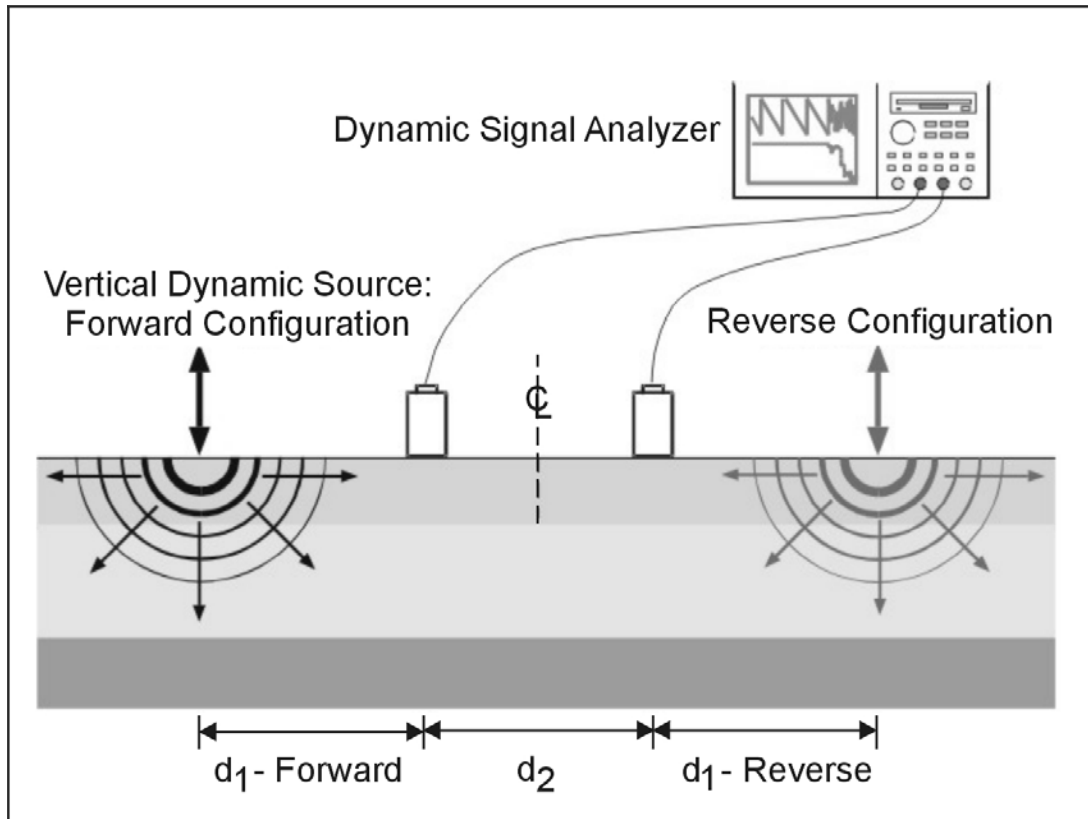 Dynamic Signal Analyzer
Vertical Dynamic Source:
Forward Configuration
Reverse Configuration
℄
d₁ - Forward
d₂
d₁ - Reverse